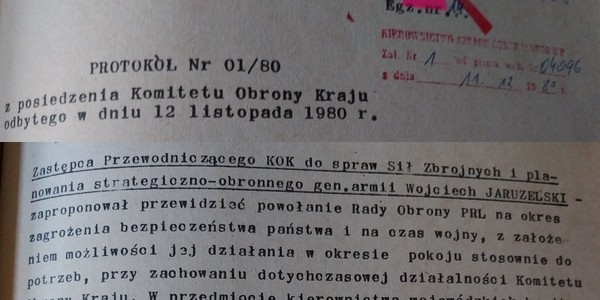 Egz.nr
PROTOKÓŁ Nr 01/80
Zał. Nr 1
04096
z dnia 11. 12 1980 r.
z posiedzenia Komitetu Obrony Kraju
odbytego w dniu 12 listopada 1980 r.
Zastępca Przewodniczącego KOK do spraw Sił Zbrojnych i pla-
nowania strategiczno-obronnego gen.armii Wojciech JARUZELSKI -
zaproponował przewidzieć powołanie Rady Obrony PRL na okres
zagrożenia bezpieczeństwa państwa i na czas wojny, z założe-
niem możliwości jej działania w okresie pokoju stosownie do
potrzeb, przy zachowaniu dotychczasowej działalności Komitetu
Kraju. W przedmiocie kierownictwa